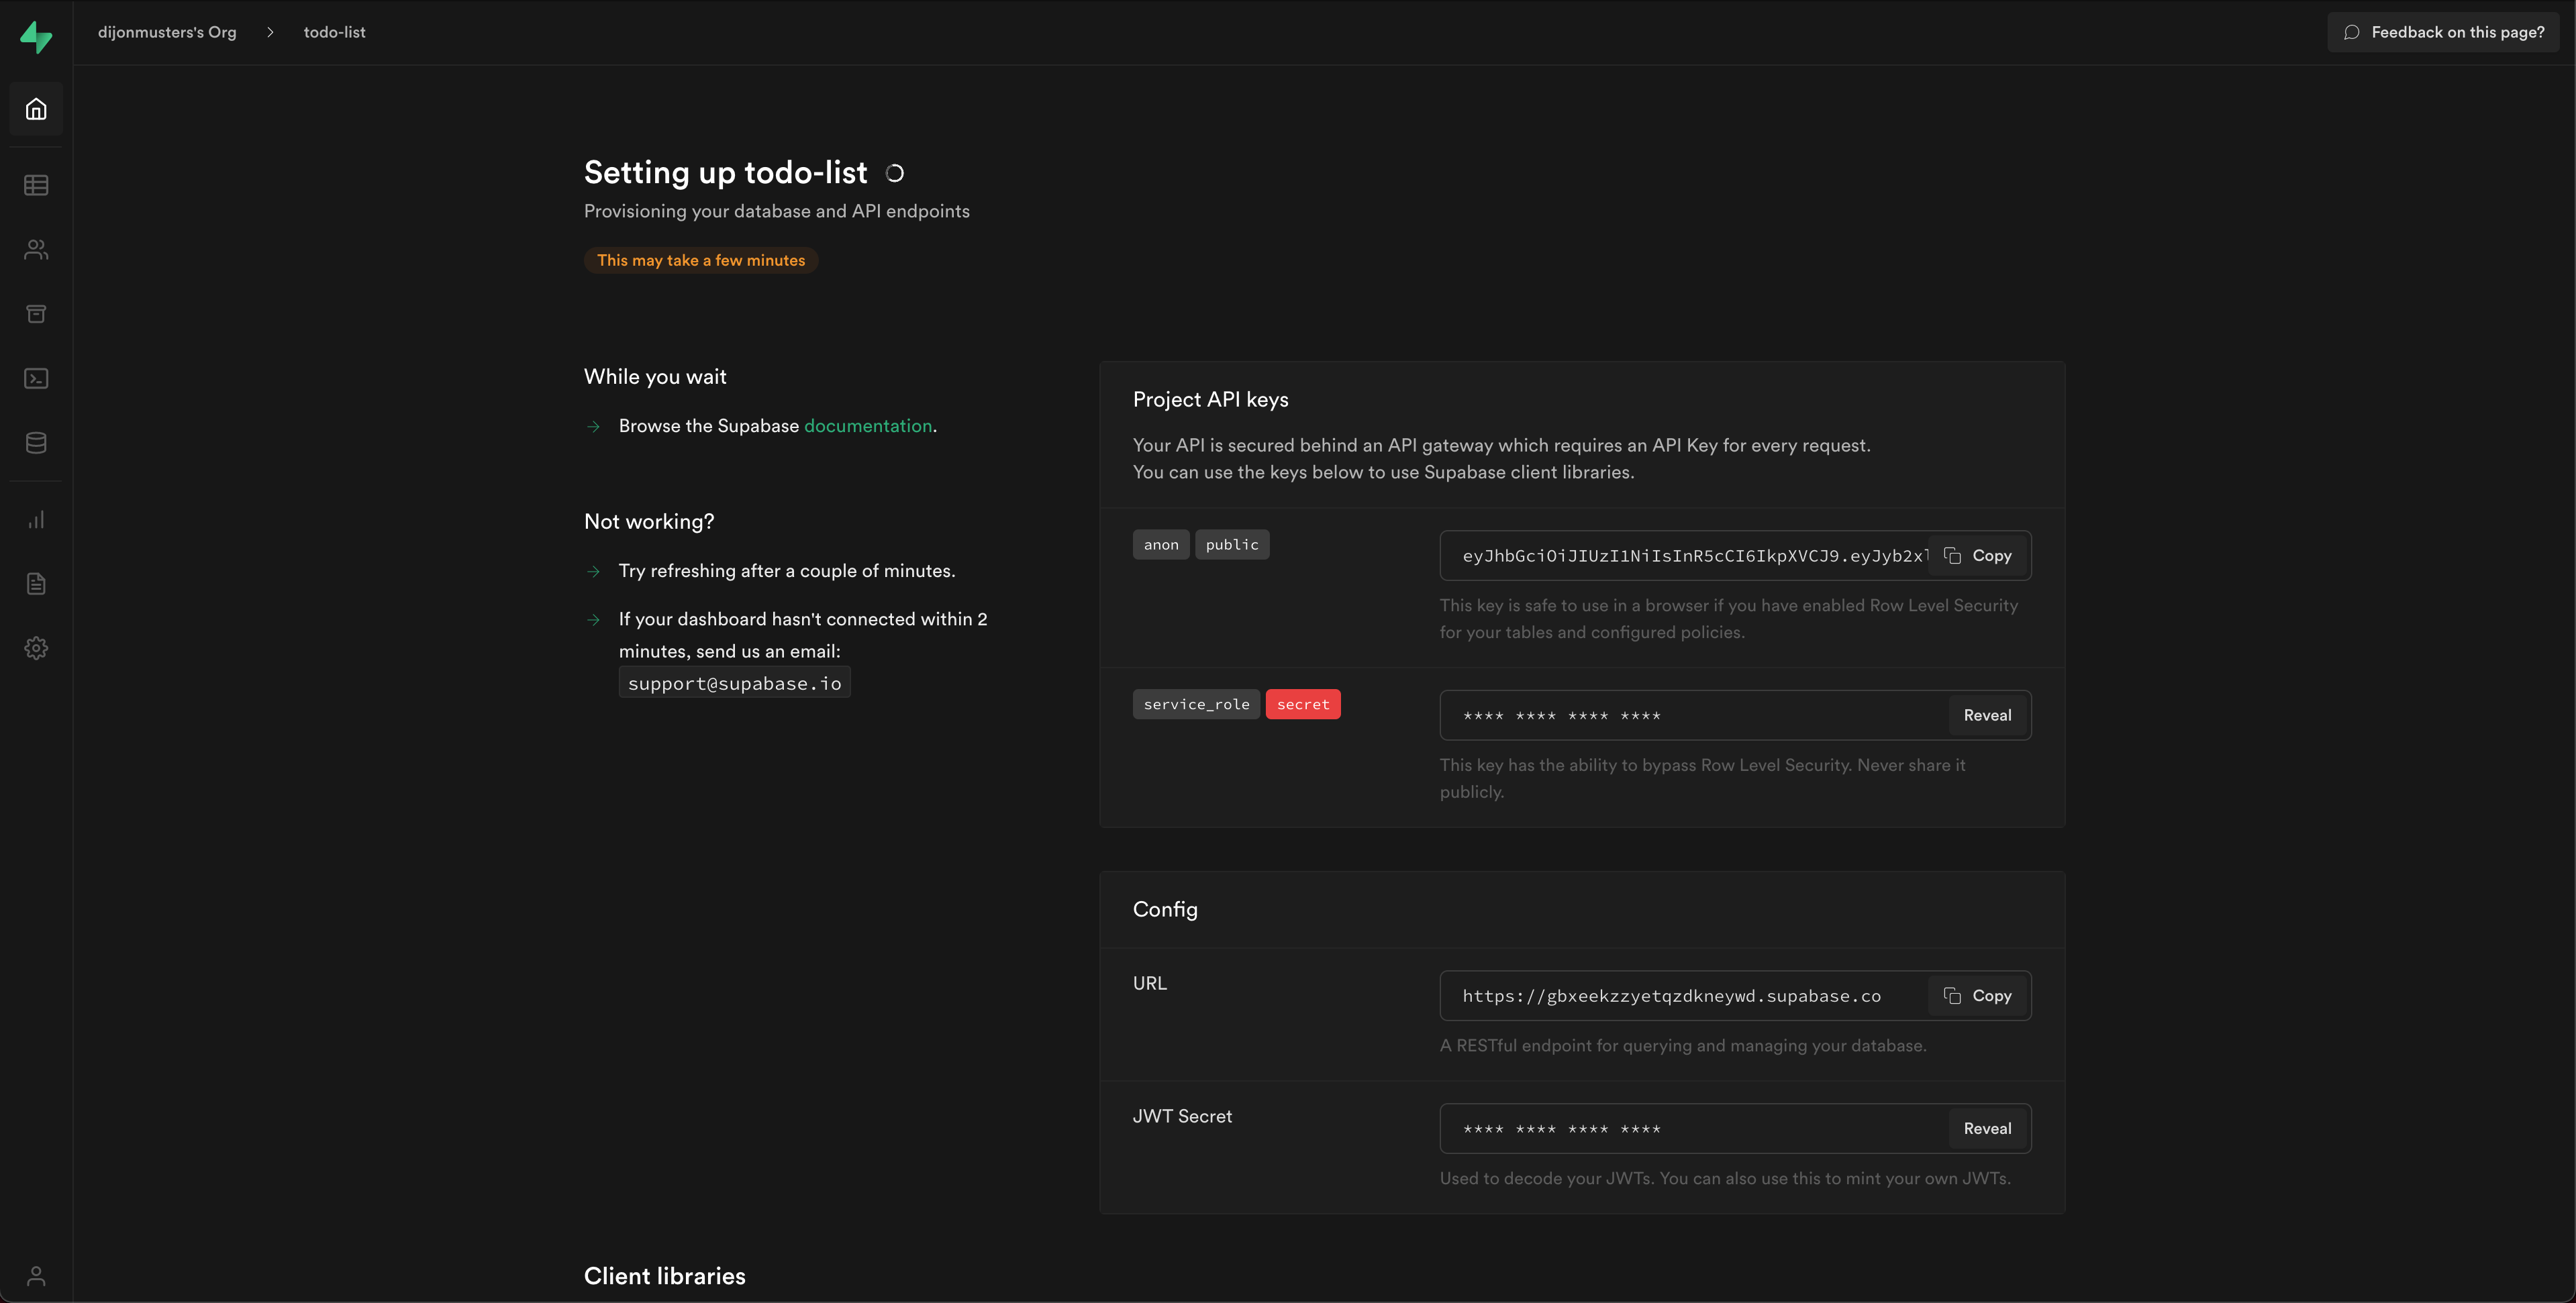 dijonmusters's Org > todo-list
Feedback on this page?
Setting up todo-list
Provisioning your database and API endpoints
This may take a few minutes
While you wait
Browse the Supabase documentation.
Not working?
Try refreshing after a couple of minutes.
If your dashboard hasn't connected within 2
minutes, send us an email:
support@supabase.io
Project API keys
Your API is secured behind an API gateway which requires an API Key for every request.
You can use the keys below to use Supabase client libraries.
anon public
eyJhbGciOiJIUzI1NiIsInR5cCI6IkpXVCJ9.eyJyb2xl Copy
This key is safe to use in a browser if you have enabled Row Level Security
for your tables and configured policies.
service_role secret
**** **** **** **** Reveal
This key has the ability to bypass Row Level Security. Never share it
publicly.
Config
URL
https://gbxeekzzyetqzdkneywd.supabase.co Copy
A RESTful endpoint for querying and managing your database.
JWT Secret
**** **** **** **** Reveal
Used to decode your JWTs. You can also use this to mint your own JWTs.
Client libraries